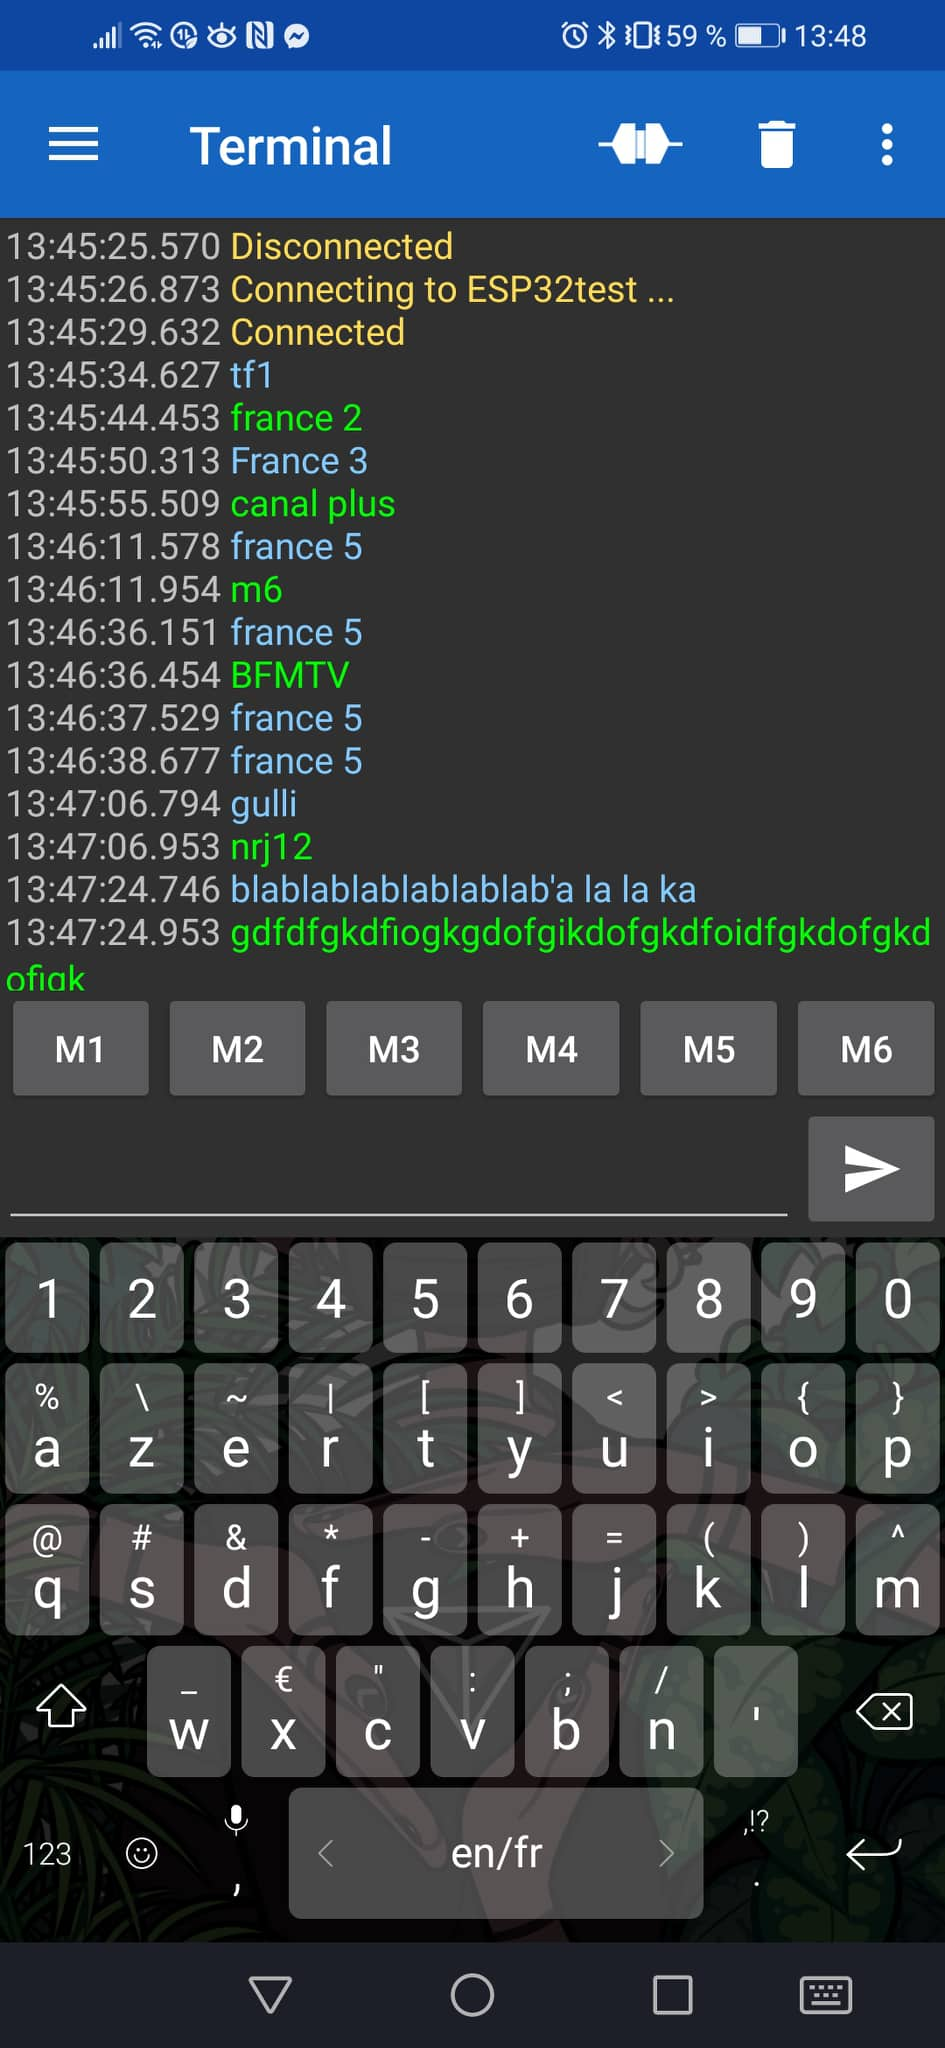 59 % 13:48
Terminal
13:45:25.570 Disconnected
13:45:26.873 Connecting to ESP32test ...
13:45:29.632 Connected
13:45:34.627 tf1
13:45:44.453 france 2
13:45:50.313 France 3
13:45:55.509 canal plus
13:46:11.578 france 5
13:46:11.954 m6
13:46:36.151 france 5
13:46:36.454 BFMTV
13:46:37.529 france 5
13:46:38.677 france 5
13:47:06.794 gulli
13:47:06.953 nrj12
13:47:24.746 blablablablablablab'a la la ka
13:47:24.953 gdfdfgkdfiogkgdofgikdofgkdfoidfgkdofgkd
ofigk
M1 M2 M3 M4 M5 M6
1 2 3 4 5 6 7 8 9 0
% \ ~ | [ ] < > { }
a z e r t y u i o p
@ # & * - + = ( ) ^
q s d f g h j k l m
_ € " : ; /
w x c v b n '
,!?
123 , < en/fr > .